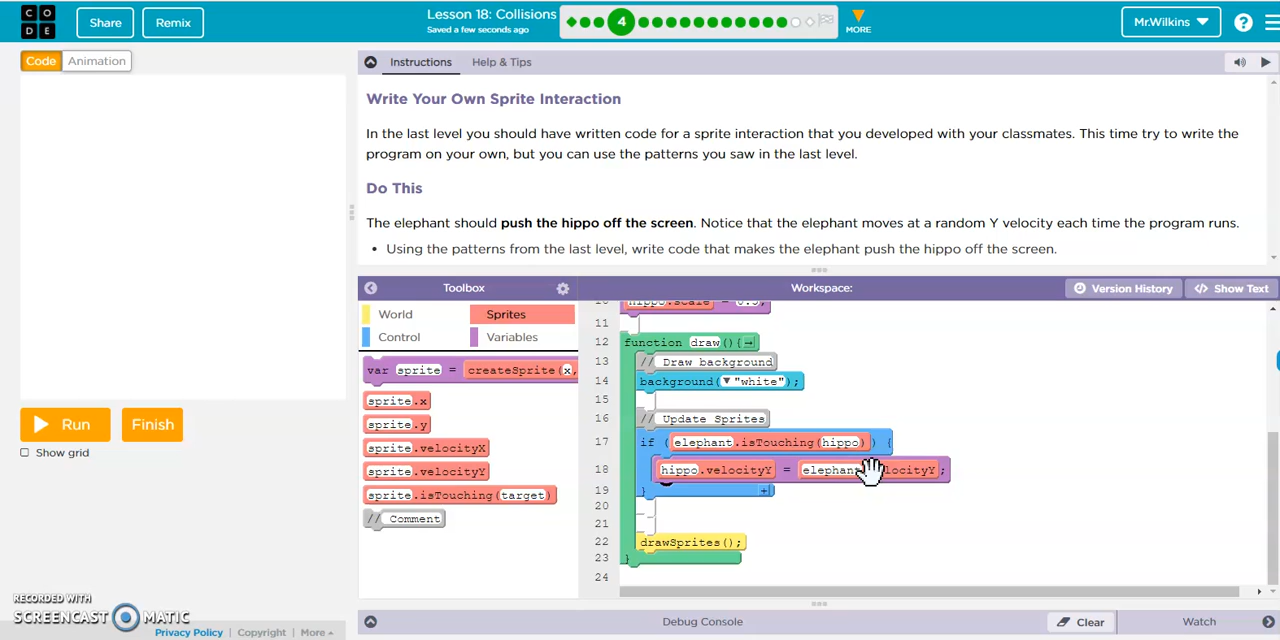 CODE
Share
Remix
Lesson 18: Collisions
Saved a few seconds ago
4
MORE
Mr.Wilkins
?
Code
Animation
Instructions
Help & Tips
Write Your Own Sprite Interaction
In the last level you should have written code for a sprite interaction that you developed with your classmates. This time try to write the
program on your own, but you can use the patterns you saw in the last level.
Do This
The elephant should push the hippo off the screen. Notice that the elephant moves at a random Y velocity each time the program runs.
• Using the patterns from the last level, write code that makes the elephant push the hippo off the screen.
Toolbox
Workspace:
Version History
</> Show Text
World
Sprites
Control
Variables
var sprite = createSprite(x,
sprite.x
sprite.y
sprite.velocityX
sprite.velocityY
sprite.isTouching(target)
// Comment
10 hippo.scale = 0.5;
11
12 function draw(){
13 // Draw background
14 background( "white");
15
16 // Update Sprites
17 if (elephant.isTouching(hippo) ) {
18 hippo.velocityY = elephant locityY;
19 }
20
21
22 drawSprites();
23 }
24
Run
Finish
Show grid
RECORDED WITH
SCREENCAST MATIC
Privacy Policy | Copyright | More
Debug Console
Clear
Watch